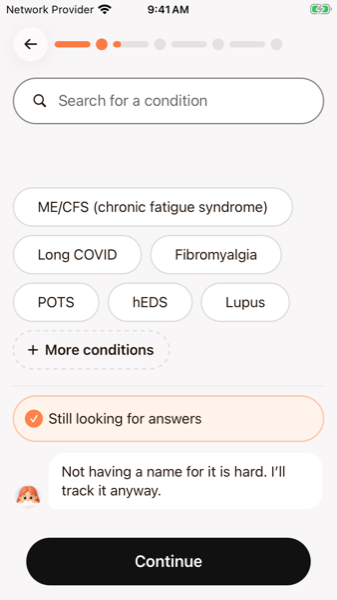 Network Provider 9:41 AM
Search for a condition
ME/CFS (chronic fatigue syndrome)
Long COVID Fibromyalgia
POTS hEDS Lupus
+ More conditions
Still looking for answers
Not having a name for it is hard. I’ll
track it anyway.
Continue